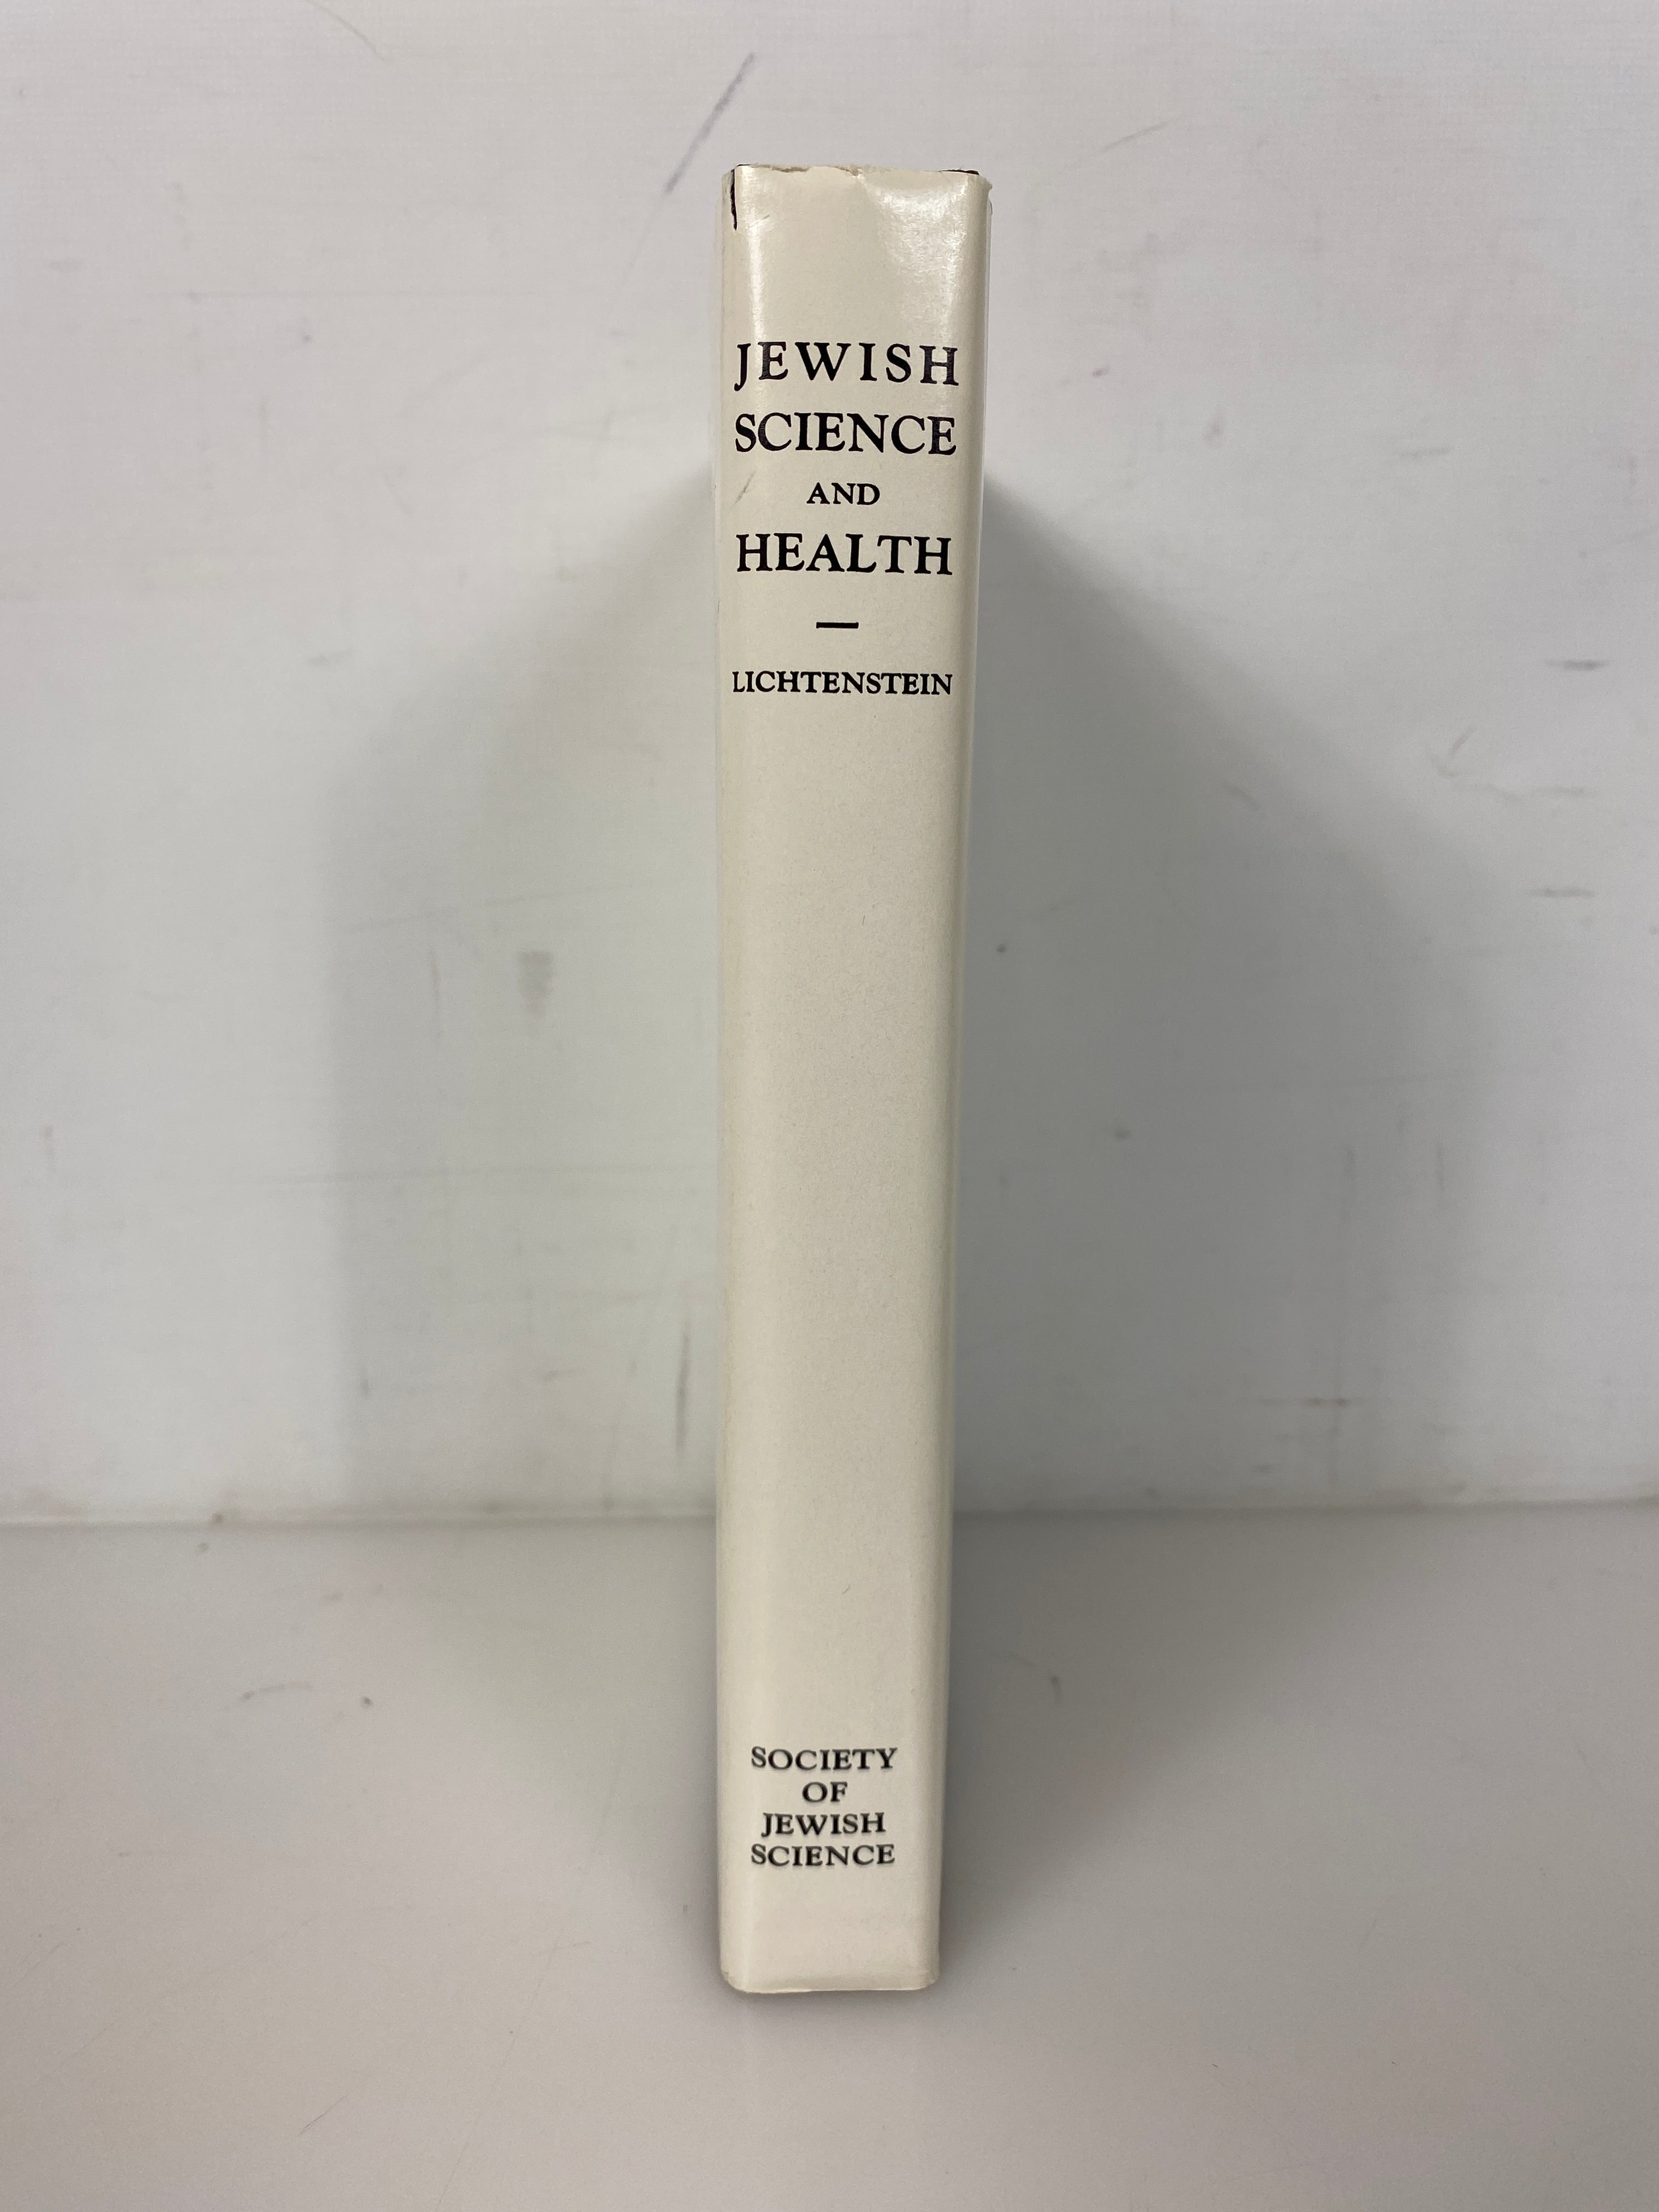 JEWISH
SCIENCE
AND
HEALTH
—
LICHTENSTEIN
SOCIETY
OF
JEWISH
SCIENCE